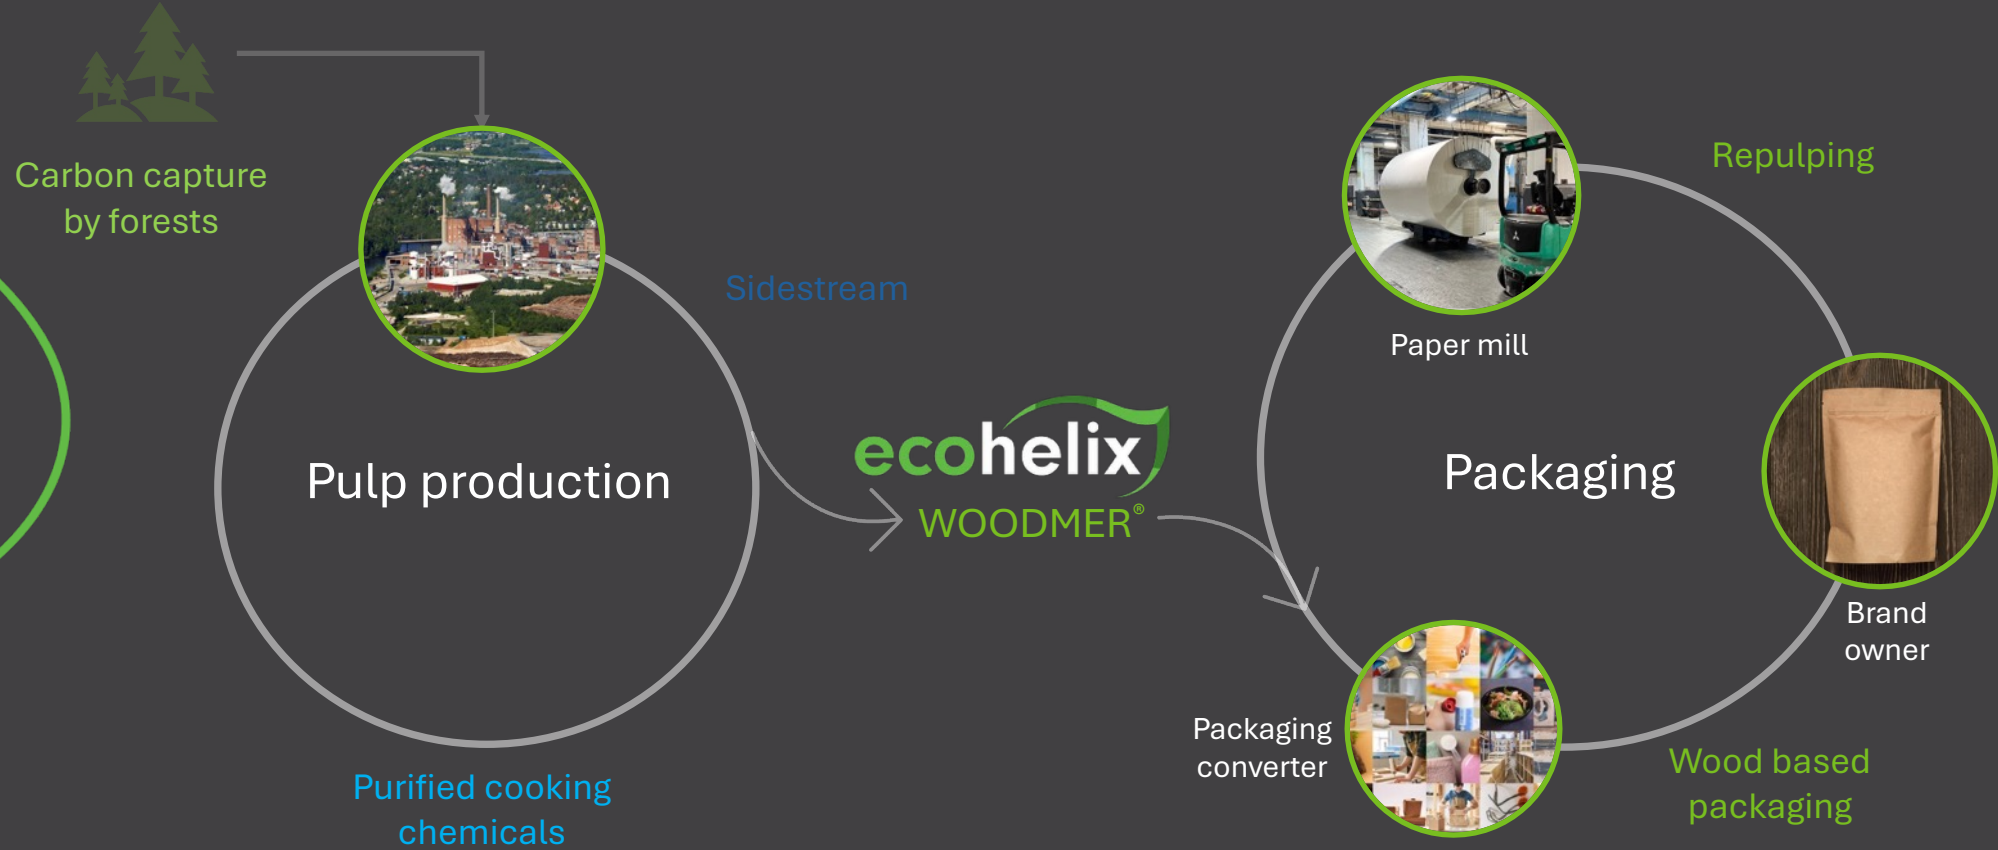 Carbon capture
by forests
Sidestream
Pulp production
Purified cooking
chemicals
ecohelix
WOODMER®
Repulping
Paper mill
Packaging
Brand
owner
Packaging
converter
Wood based
packaging